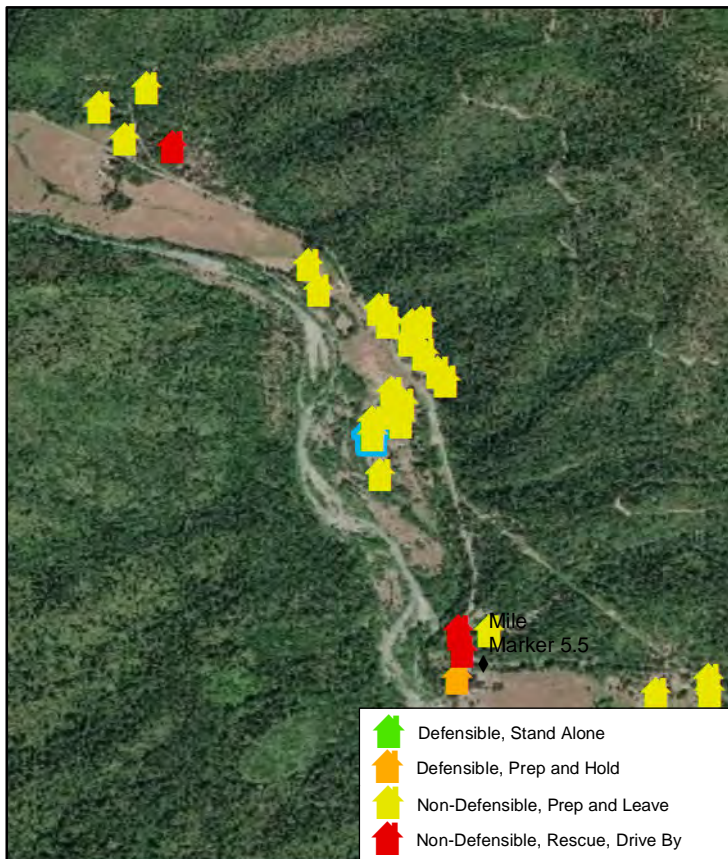 Mile
Marker 5.5
Defensible, Stand Alone
Defensible, Prep and Hold
Non-Defensible, Prep and Leave
Non-Defensible, Rescue, Drive By